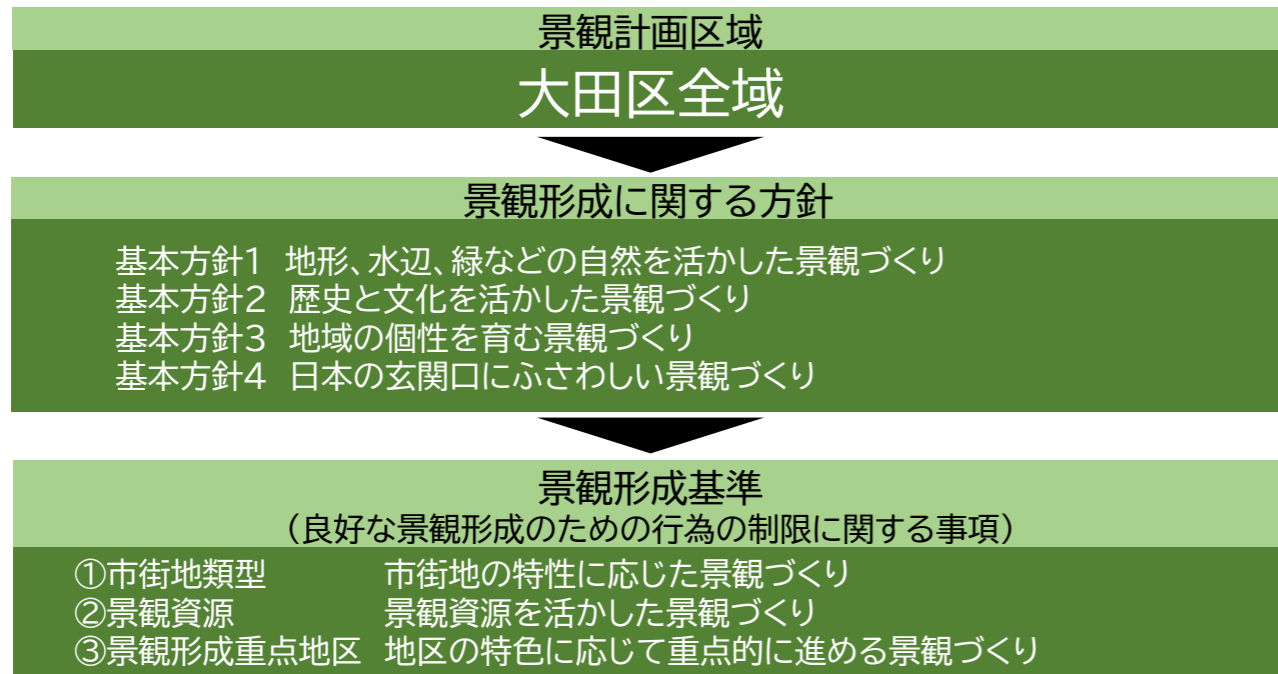 景観計画区域
大田区全域
景観形成に関する方針
基本方針1 地形、水辺、緑などの自然を活かした景観づくり
基本方針2 歴史と文化を活かした景観づくり
基本方針3 地域の個性を育む景観づくり
基本方針4 日本の玄関口にふさわしい景観づくり
景観形成基準
（良好な景観形成のための行為の制限に関する事項）
①市街地類型 市街地の特性に応じた景観づくり
②景観資源 景観資源を活かした景観づくり
③景観形成重点地区 地区の特色に応じて重点的に進める景観づくり